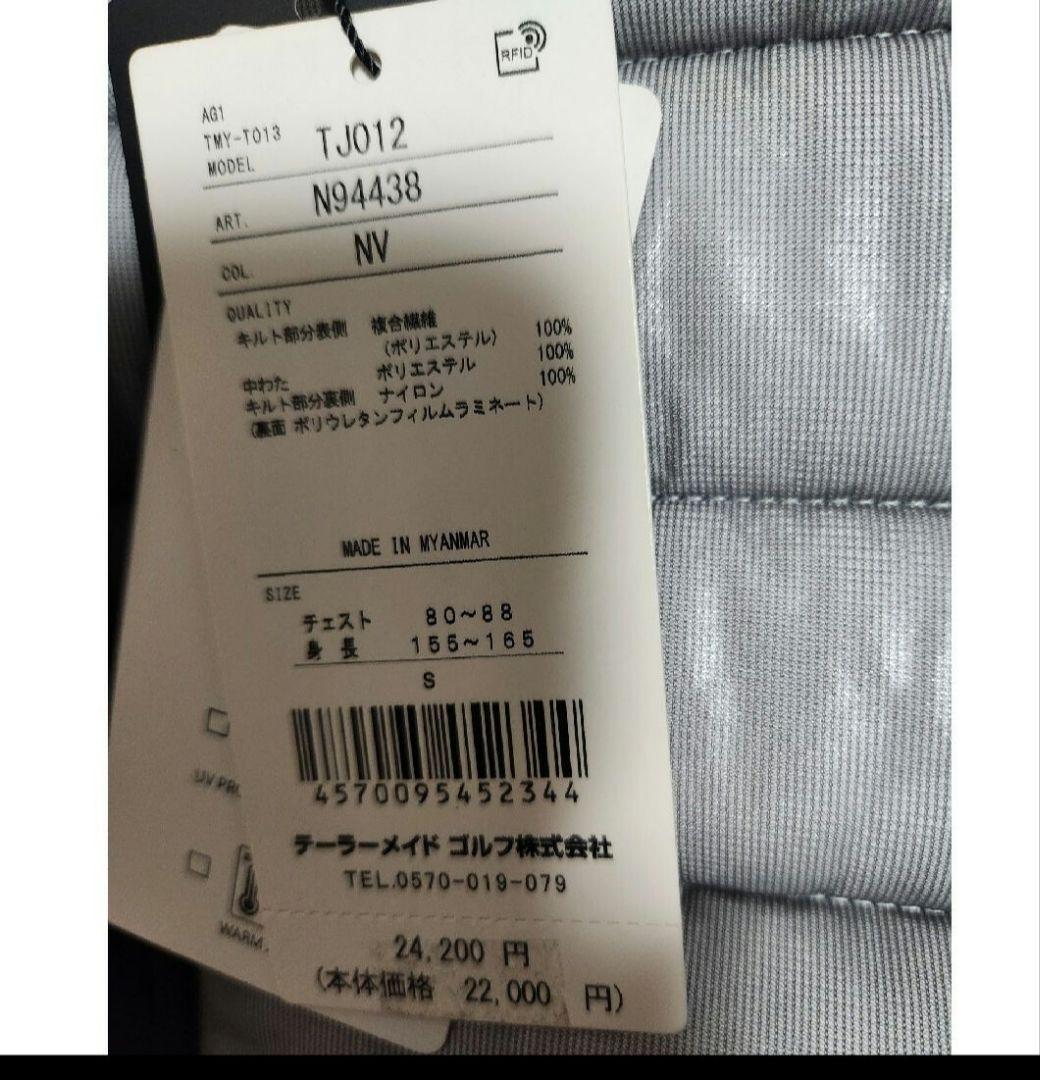 RFID
AG1
TMY-T013
MODEL TJ012
ART. N94438
COL. NV
QUALITY
キルト部分表側 複合繊維
(ポリエステル) 100%
中わた ポリエステル 100%
キルト部分裏側 ナイロン 100%
(裏面 ポリウレタンフィルムラミネート)
MADE IN MYANMAR
SIZE
チェスト 80~88
身長 155~165
S
4570095452344
テーラーメイド ゴルフ株式会社
TEL.0570-019-079
24,200 円
(本体価格 22,000 円)
UV PR
WARM